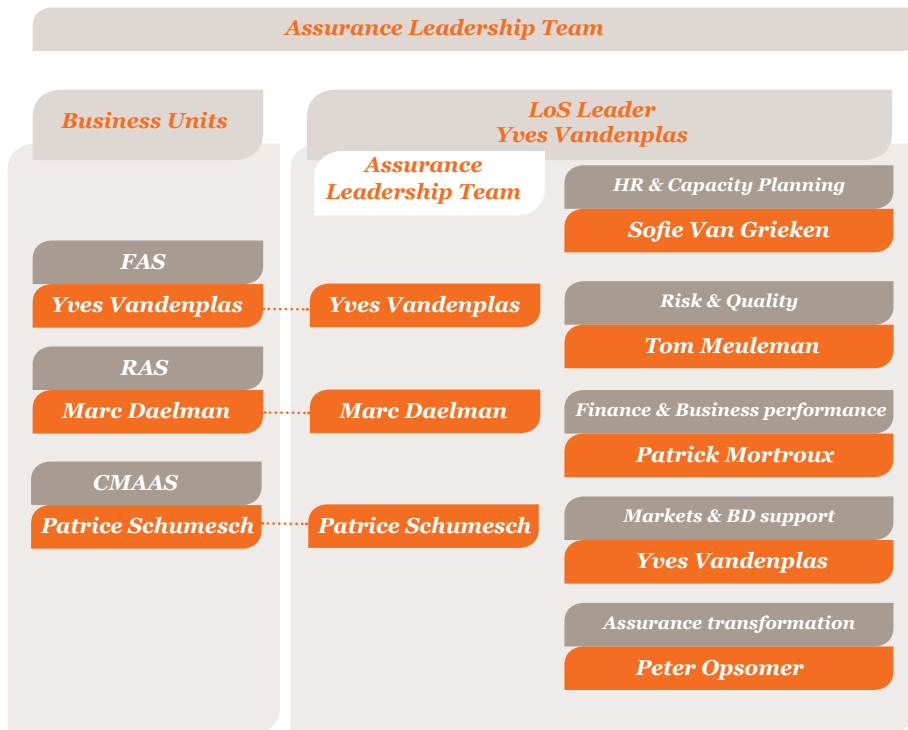 Assurance Leadership Team
Business Units
FAS
Yves Vandenplas
RAS
Marc Daelman
CMAAS
Patrice Schumesch
LoS Leader
Yves Vandenplas
Assurance
Leadership Team
Yves Vandenplas
Marc Daelman
Patrice Schumesch
HR & Capacity Planning
Sofie Van Grieken
Risk & Quality
Tom Meuleman
Finance & Business performance
Patrick Mortroux
Markets & BD support
Yves Vandenplas
Assurance transformation
Peter Opsomer